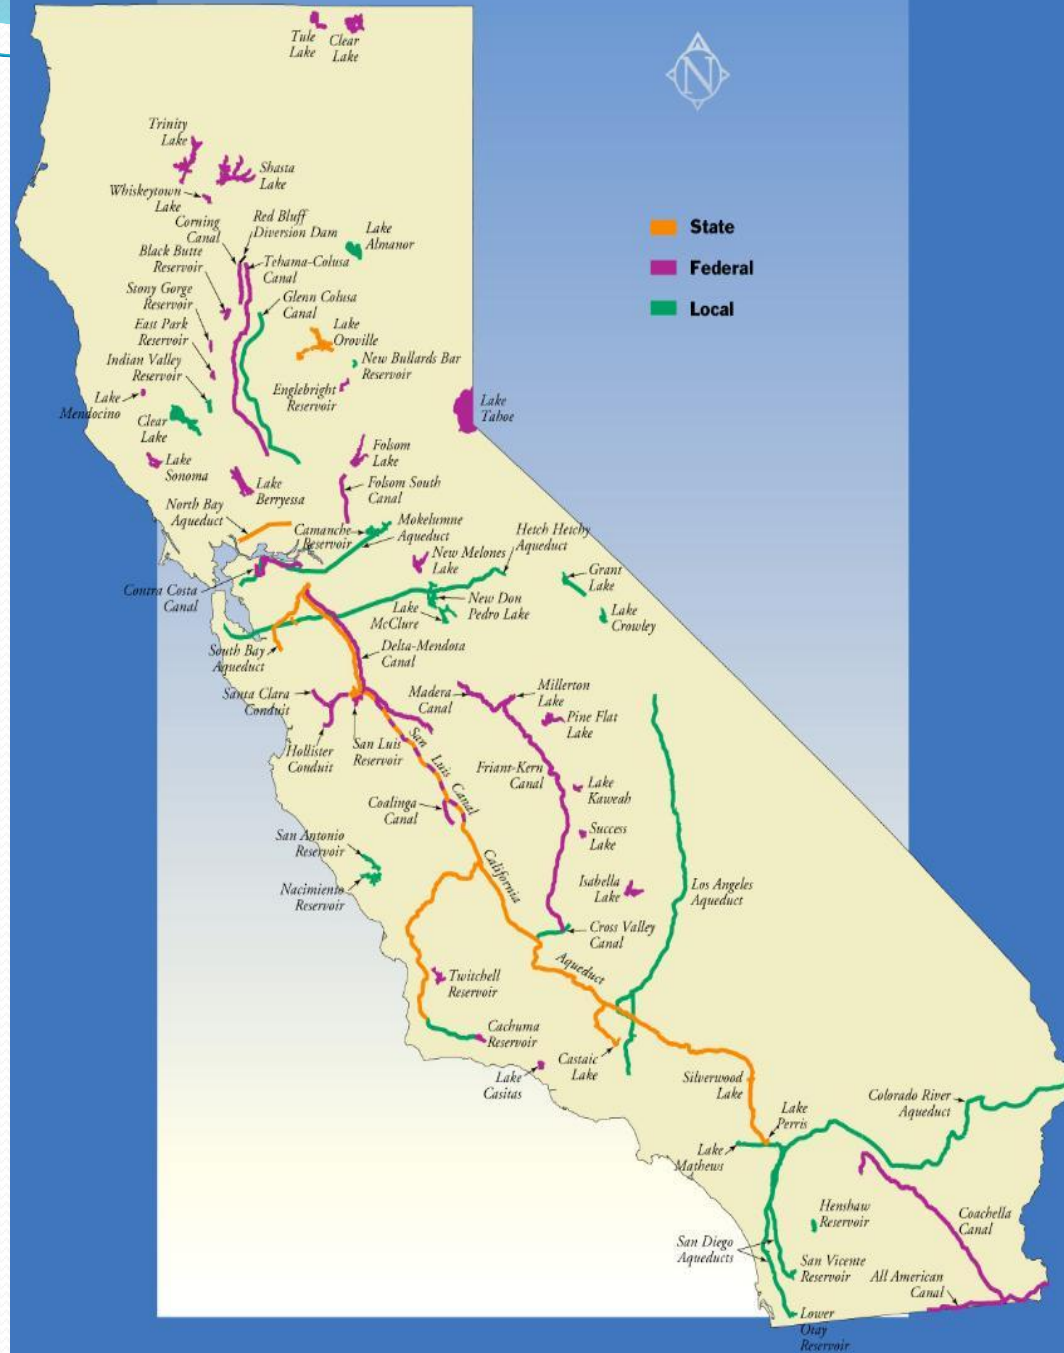 Tule
Lake
Clear
Lake
N
Trinity
Lake
Shasta
Lake
Whiskeytown
Lake
State
Federal
Local
Corning
Canal
Red Bluff
Diversion Dam
Lake
Almanor
Black Butte
Reservoir
Tehama-Colusa
Canal
Stony Gorge
Reservoir
Glenn Colusa
Canal
East Park
Reservoir
Lake
Oroville
Indian Valley
Reservoir
New Bullards Bar
Reservoir
Englebright
Reservoir
Lake
Mendocino
Lake
Tahoe
Clear
Lake
Folsom
Lake
Lake
Sonoma
Lake
Berryessa
Folsom South
Canal
North Bay
Aqueduct
Camanche
Reservoir
Mokelumne
Aqueduct
Hetch Hetchy
Aqueduct
New Melones
Lake
Grant
Lake
Contra Costa
Canal
New Don
Pedro Lake
Lake
McClure
Lake
Crowley
South Bay
Aqueduct
Delta-Mendota
Canal
Santa Clara
Conduit
Madera
Canal
Millerton
Lake
Pine Flat
Lake
Hollister
Conduit
San Luis
Reservoir
San Luis Canal
Friant-Kern
Canal
Lake
Kaweah
Coalinga
Canal
Success
Lake
San Antonio
Reservoir
California Aqueduct
Nacimiento
Reservoir
Isabella
Lake
Los Angeles
Aqueduct
Cross Valley
Canal
Twitchell
Reservoir
Cachuma
Reservoir
Castaic
Lake
Lake
Casitas
Silverwood
Lake
Lake
Perris
Colorado River
Aqueduct
Lake
Mathews
Henshaw
Reservoir
Coachella
Canal
San Diego
Aqueducts
San Vicente
Reservoir
All American
Canal
Lower
Otay
Reservoir